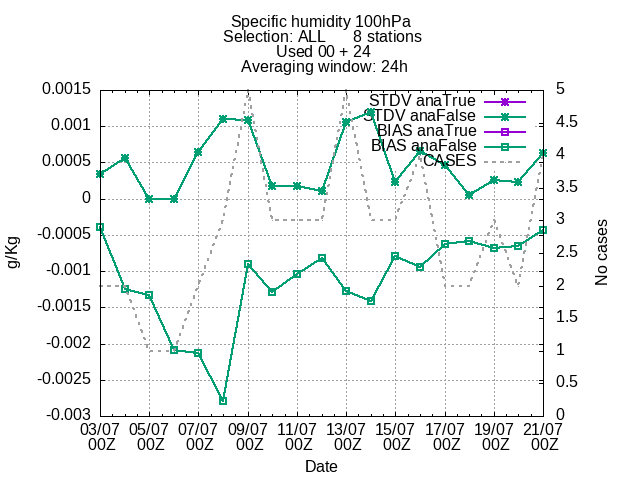 Specific humidity 100hPa
Selection: ALL 8 stations
Used 00 + 24
Averaging window: 24h
STDV anaTrue
STDV anaFalse
BIAS anaTrue
BIAS anaFalse
CASES
0.0015
0.001
0.0005
0
-0.0005
-0.001
-0.0015
-0.002
-0.0025
-0.003
g/Kg
5
4.5
4
3.5
3
2.5
2
1.5
1
0.5
0
No cases
03/07 05/07 07/07 09/07 11/07 13/07 15/07 17/07 19/07 21/07
00Z 00Z 00Z 00Z 00Z 00Z 00Z 00Z 00Z 00Z
Date